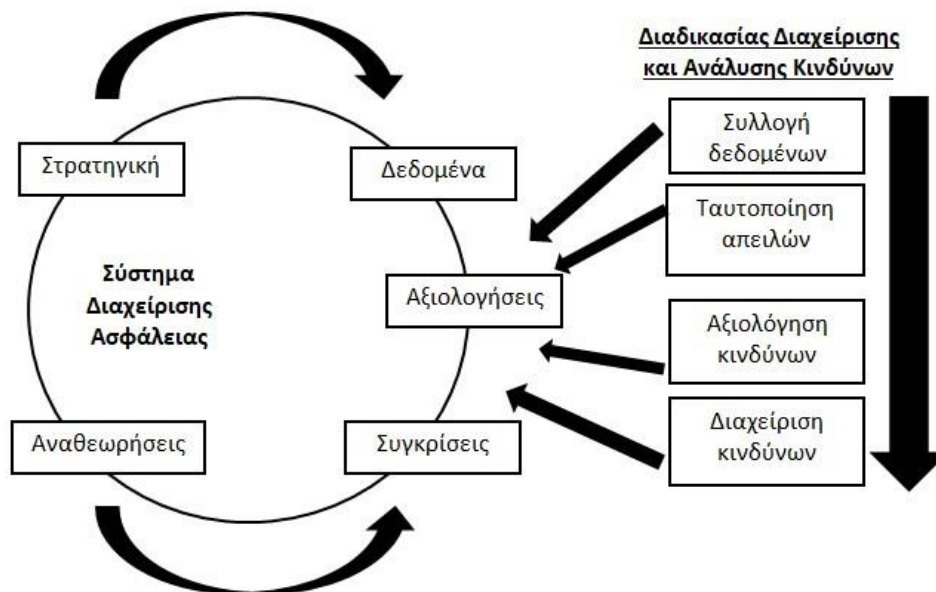 Διαδικασίας Διαχείρισης
και Ανάλυσης Κινδύνων
Στρατηγική
Δεδομένα
Σύστημα
Διαχείρισης
Ασφάλειας
Αξιολογήσεις
Αναθεωρήσεις
Συγκρίσεις
Συλλογή
δεδομένων
Ταυτοποίηση
απειλών
Αξιολόγηση
κινδύνων
Διαχείριση
κινδύνων